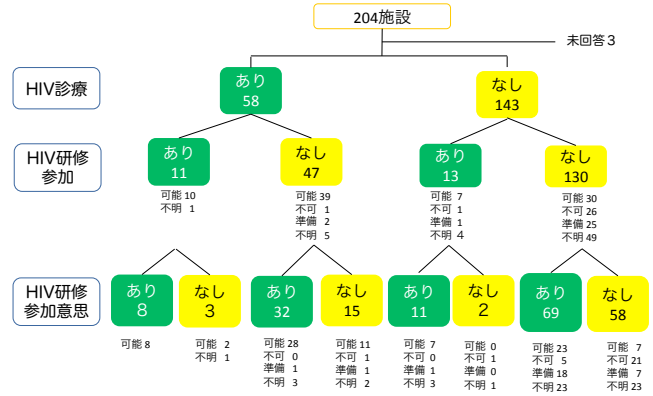 204施設
未回答3
HIV診療
あり
58
なし
143
HIV研修
参加
あり
11
なし
47
あり
13
なし
130
可能 10
不明 1
可能 39
不可 1
準備 2
不明 5
可能 7
不可 1
準備 1
不明 4
可能 30
不可 26
準備 25
不明 49
HIV研修
参加意思
あり
8
なし
3
あり
32
なし
15
あり
11
なし
2
あり
69
なし
58
可能 8
可能 2
不明 1
可能 28
不可 0
準備 1
不明 3
可能 11
不可 1
準備 1
不明 2
可能 7
不可 0
準備 1
不明 3
可能 0
不可 1
準備 0
不明 1
可能 23
不可 5
準備 18
不明 23
可能 7
不可 21
準備 7
不明 23